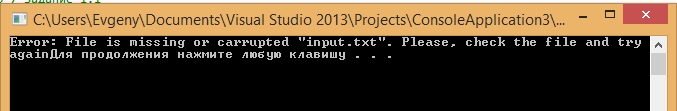 C:\Users\Evgeny\Documents\Visual Studio 2013\Projects\ConsoleApplication3\...
Error: File is missing or carrupted "input.txt". Please, check the file and try
againДля продолжения нажмите любую клавишу . . .